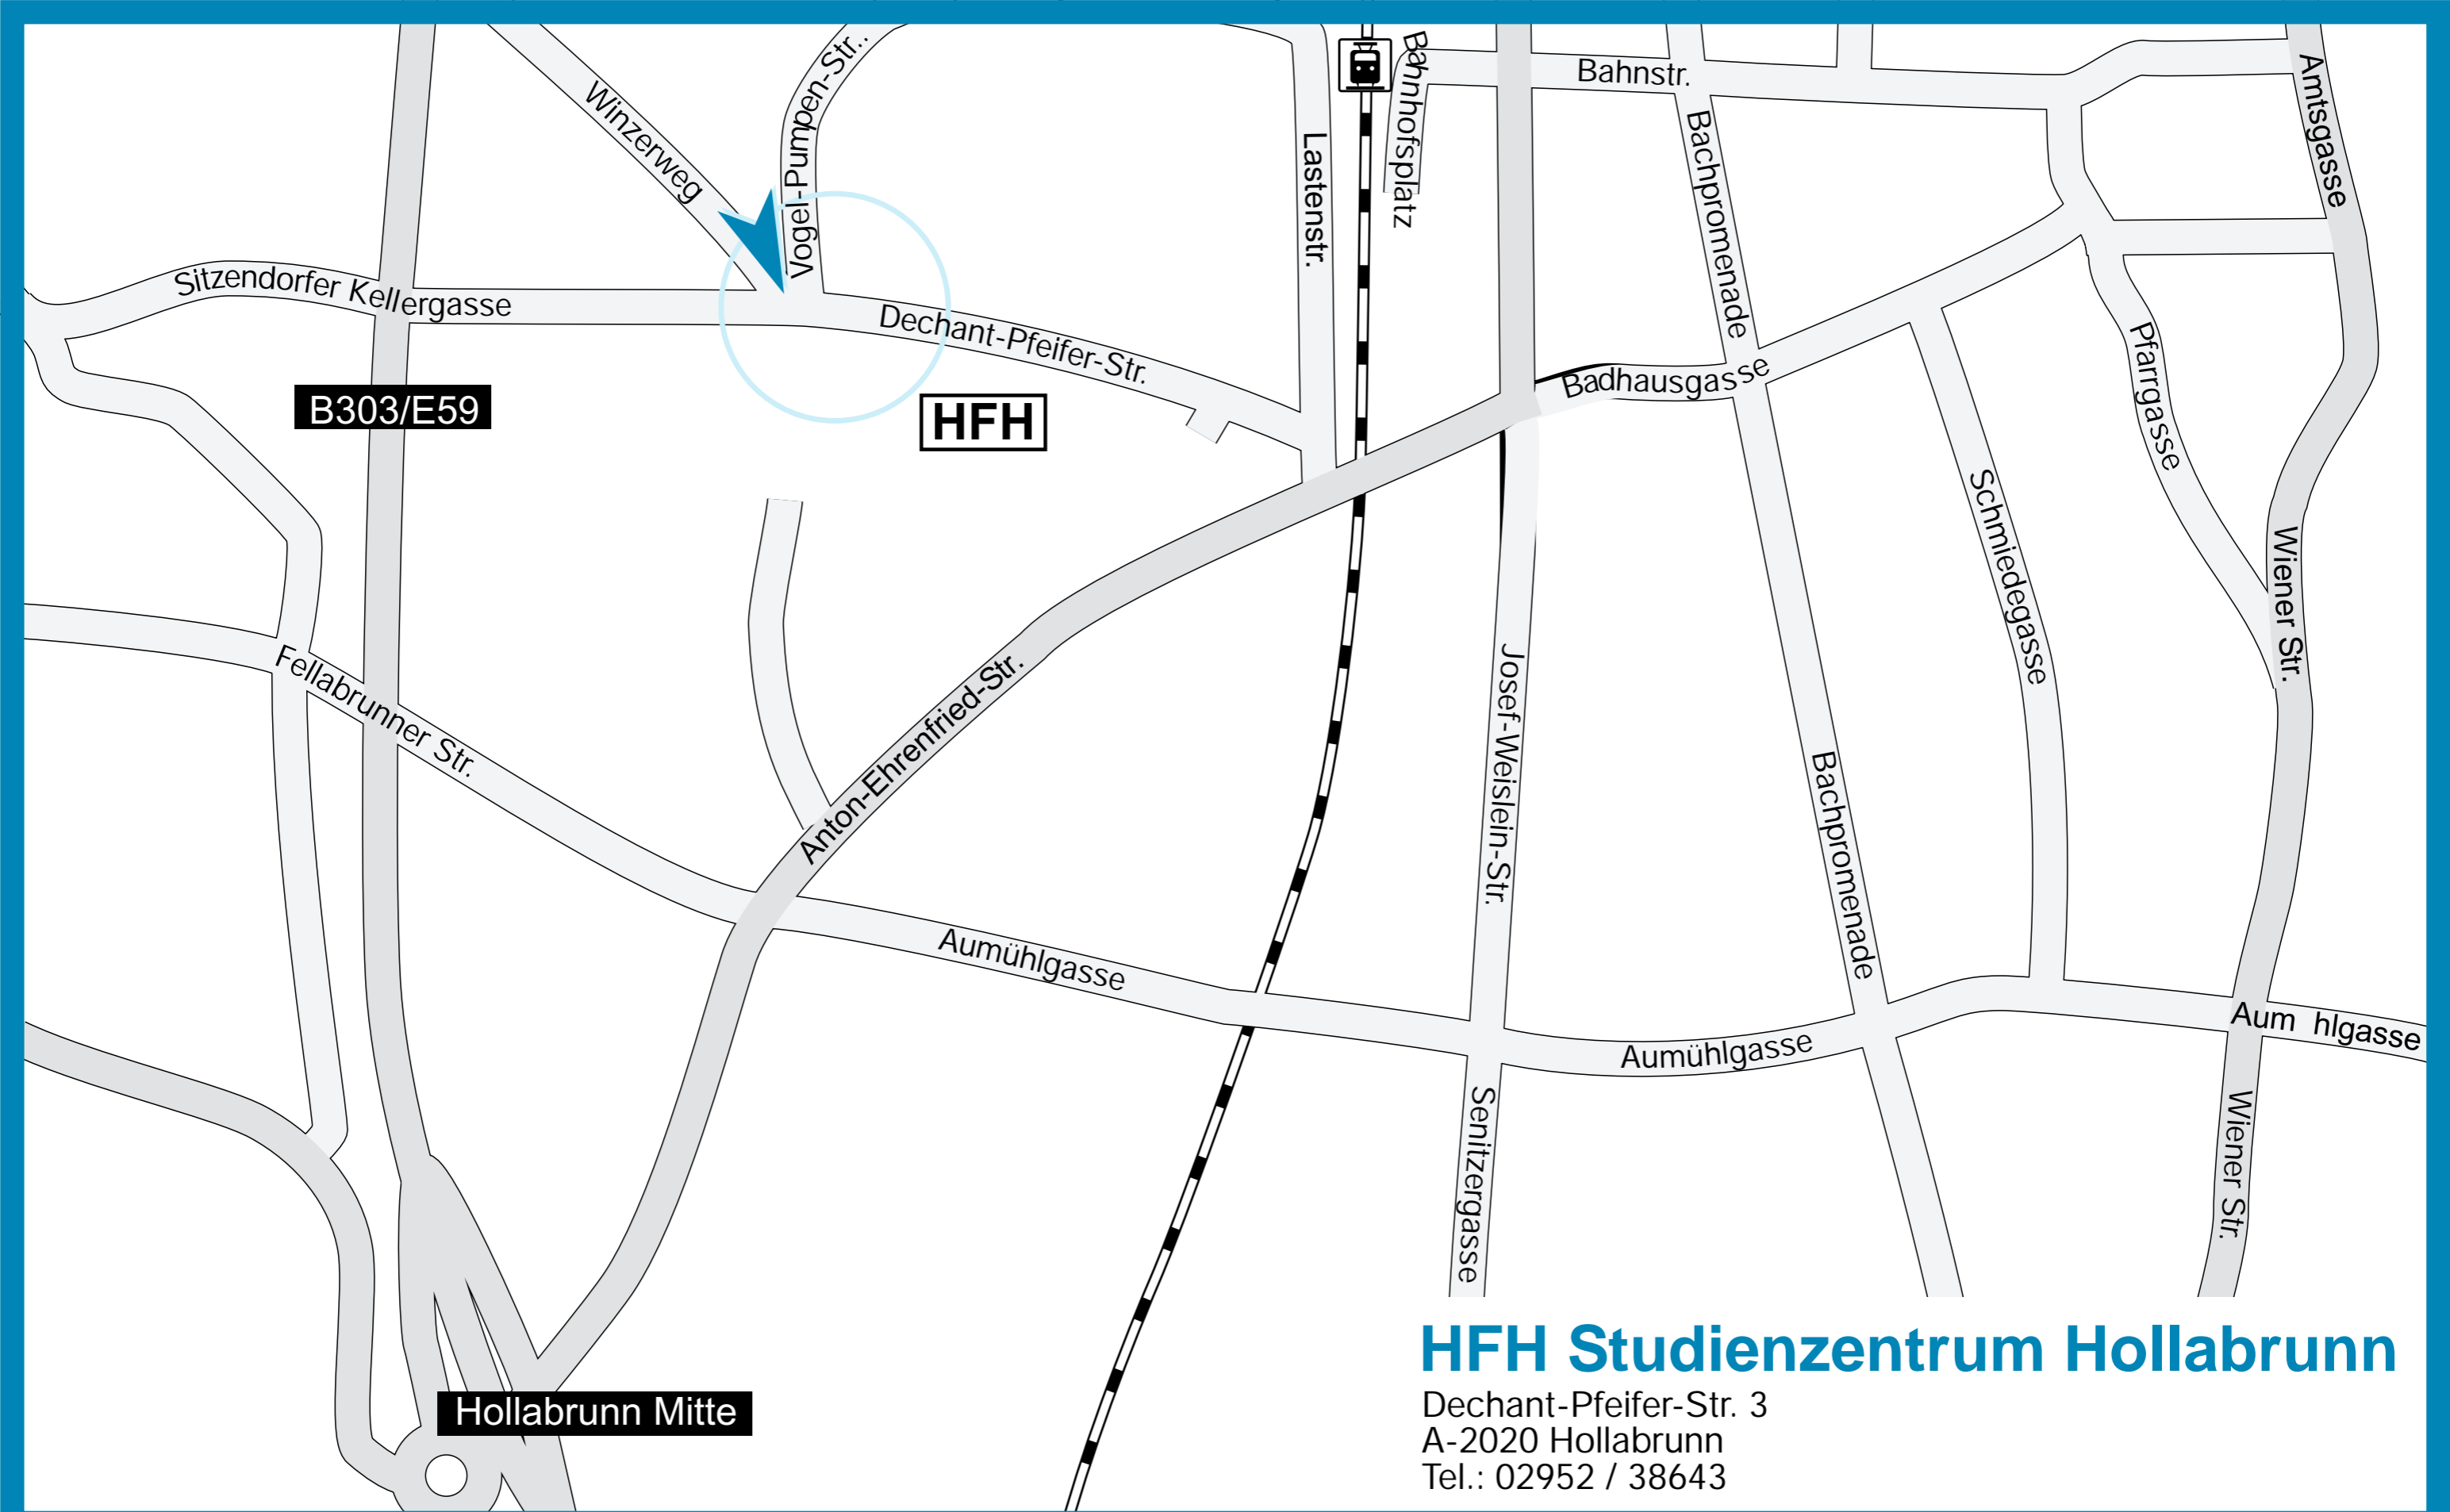 Bahnhofsplatz
Vogel-Pumpen-Str..
Bahnstr.
Amtsgasse
Winzerweg
Bachpromenade
Lastenstr.
Sitzendorfer Kellergasse
Dechant-Pfeifer-Str.
Pfarrgasse
Badhausgasse
B303/E59
HFH
Schmiedegasse
Wiener Str.
Fellabrunner Str.
Josef-Weislein-Str.
Anton-Ehrenfried-Str.
Bachpromenade
Aumühlgasse
Aum hlgasse
Aumühlgasse
Senitzergasse
Wiener Str.
HFH Studienzentrum Hollabrunn
Dechant-Pfeifer-Str. 3
Hollabrunn Mitte
A-2020 Hollabrunn
Tel.: 02952 / 38643